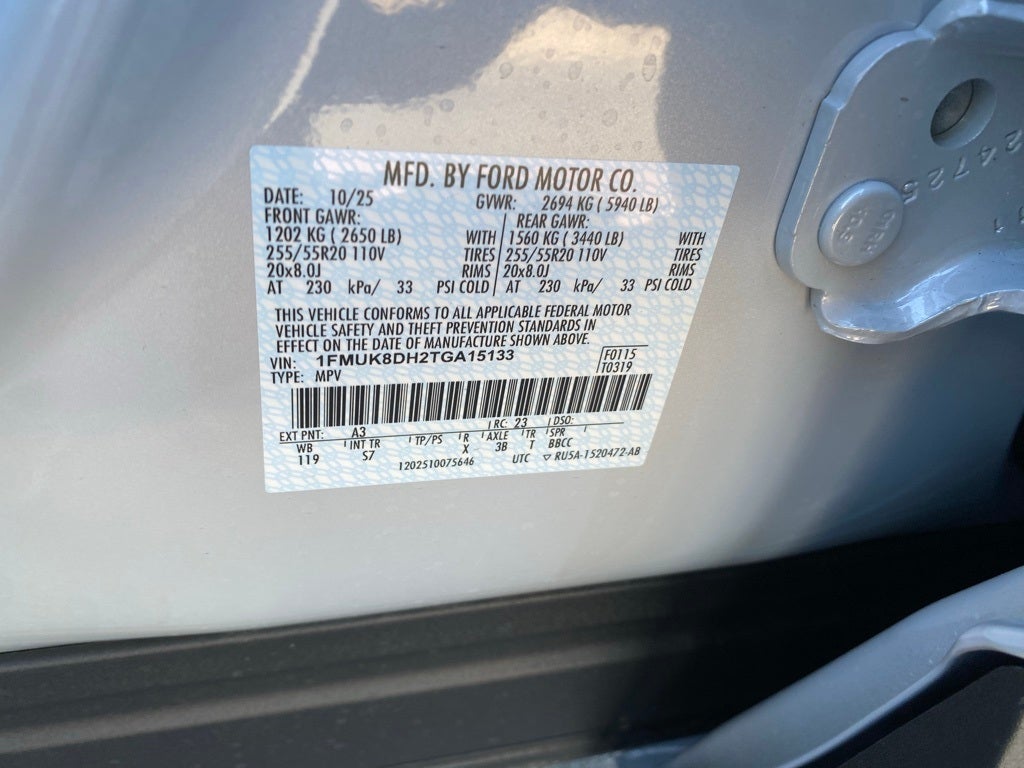 MFD. BY FORD MOTOR CO.
DATE: 10/25 GVWR: 2694 KG ( 5940 LB)
FRONT GAWR: REAR GAWR:
1202 KG ( 2650 LB) WITH 1560 KG ( 3440 LB) WITH
255/55R20 110V TIRES 255/55R20 110V TIRES
20x8.0J RIMS 20x8.0J RIMS
AT 230 kPa/ 33 PSI COLD AT 230 kPa/ 33 PSI COLD
THIS VEHICLE CONFORMS TO ALL APPLICABLE FEDERAL MOTOR
VEHICLE SAFETY AND THEFT PREVENTION STANDARDS IN
EFFECT ON THE DATE OF MANUFACTURE SHOWN ABOVE.
VIN: 1FMUK8DH2TGA15133 F0115
TYPE: MPV T0319
EXT PNT: A3 RC: 23 DSO:
WB INT TR TP/PS R AXLE TR SPR
119 S7 X 3B T BBCC
1202510075646 UTC ▽ RU5A-1520472-AB
24725